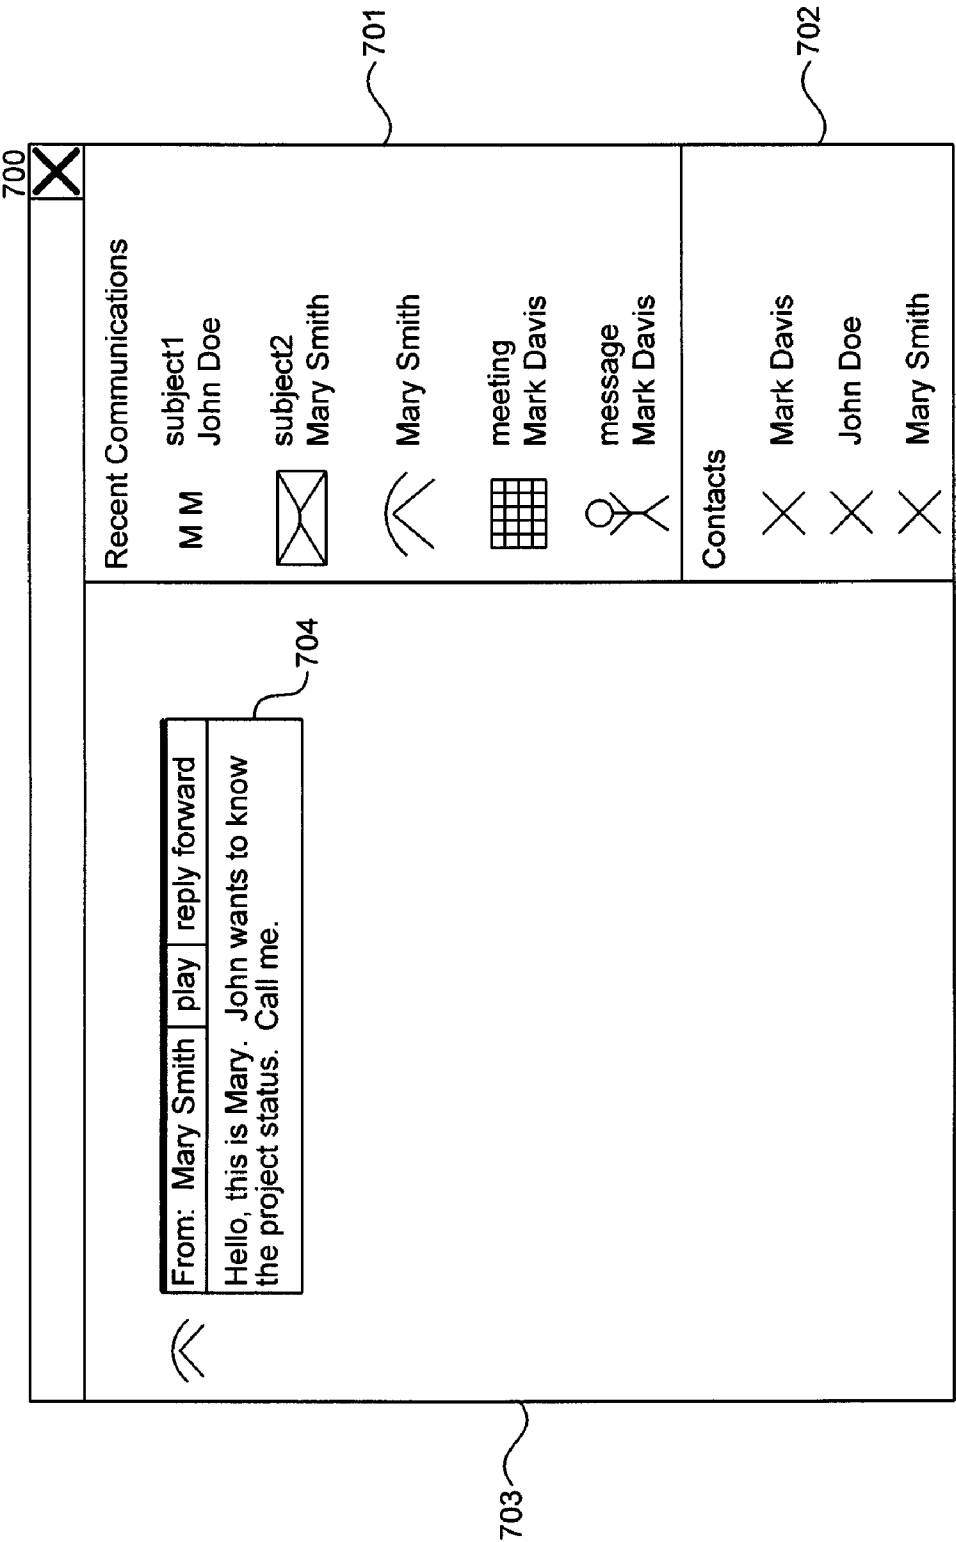 700
From: Mary Smith play reply forward
Hello, this is Mary. John wants to know
the project status. Call me.
704
703
Recent Communications
M M
subject1
John Doe
subject2
Mary Smith
Mary Smith
meeting
Mark Davis
message
Mark Davis
701
Contacts
Mark Davis
John Doe
Mary Smith
702